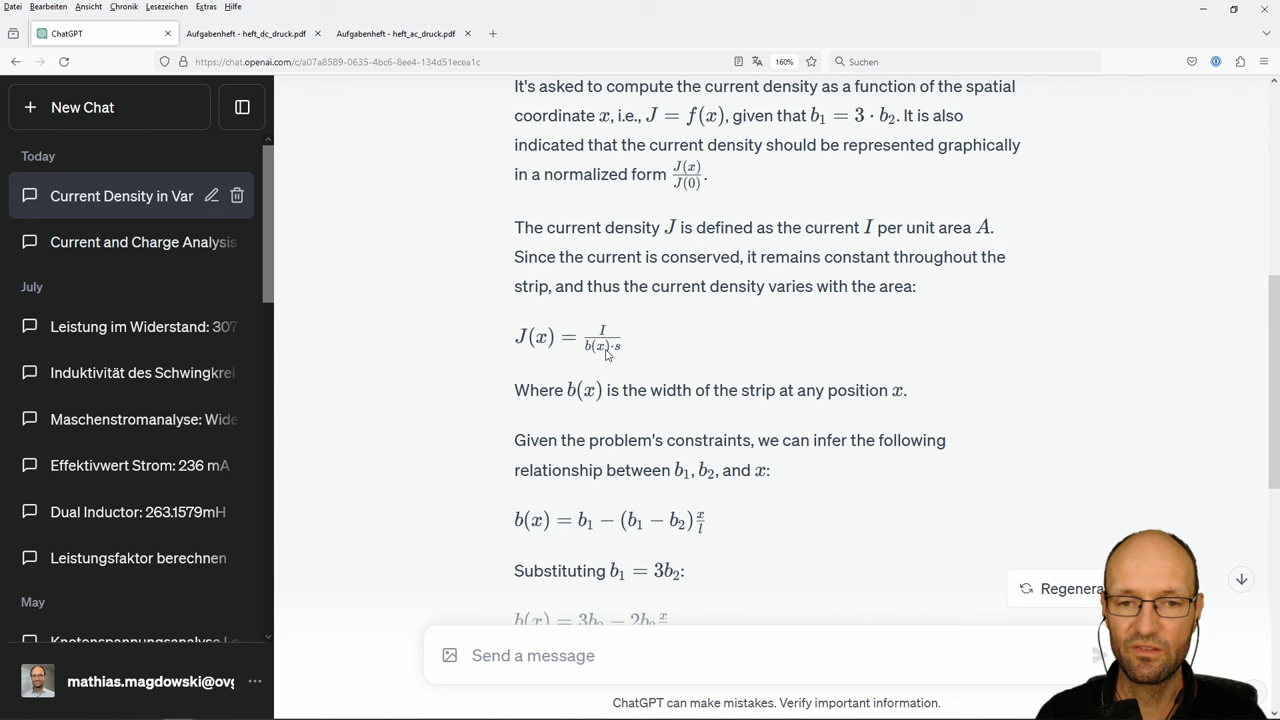 Datei Bearbeiten Ansicht Chronik Lesezeichen Extras Hilfe
ChatGPT
Aufgabenheft - heft_dc_druck.pdf
Aufgabenheft - heft_ac_druck.pdf
https://chat.openai.com/c/a07a8589-0635-4bc6-8ee4-134d51ecea1c
160%
Suchen
New Chat
Today
Current Density in Var
Current and Charge Analysis
July
Leistung im Widerstand: 307
Induktivität des Schwingkrei
Maschenstromanalyse: Wide
Effektivwert Strom: 236 mA
Dual Inductor: 263.1579mH
Leistungsfaktor berechnen
May
Knotenspannungsanalyse
mathias.magdowski@ovg
It's asked to compute the current density as a function of the spatial
coordinate x, i.e., J = f(x), given that b₁ = 3 · b₂. It is also
indicated that the current density should be represented graphically
in a normalized form J(x)/J(0).
The current density J is defined as the current I per unit area A.
Since the current is conserved, it remains constant throughout the
strip, and thus the current density varies with the area:
J(x) = I/(b(x)·s)
Where b(x) is the width of the strip at any position x.
Given the problem's constraints, we can infer the following
relationship between b₁, b₂, and x:
b(x) = b₁ − (b₁ − b₂)x/l
Substituting b₁ = 3b₂:
b(x) = 3b₂ − 2b₂ x
Regenera
Send a message
ChatGPT can make mistakes. Verify important information.